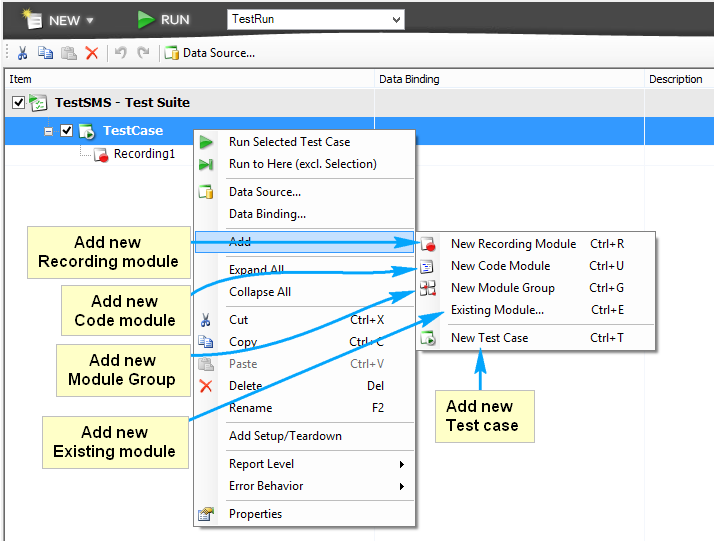 NEW RUN TestRun
Data Source...
Item Data Binding Description
TestSMS - Test Suite
TestCase
Recording1
Run Selected Test Case
Run to Here (excl. Selection)
Data Source...
Data Binding...
Add
Expand All
Collapse All
Cut Ctrl+X
Copy Ctrl+C
Paste Ctrl+V
Delete Del
Rename F2
Add Setup/Teardown
Report Level
Error Behavior
Properties
New Recording Module Ctrl+R
New Code Module Ctrl+U
New Module Group Ctrl+G
Existing Module... Ctrl+E
New Test Case Ctrl+T
Add new
Recording module
Add new
Code module
Add new
Module Group
Add new
Existing module
Add new
Test case